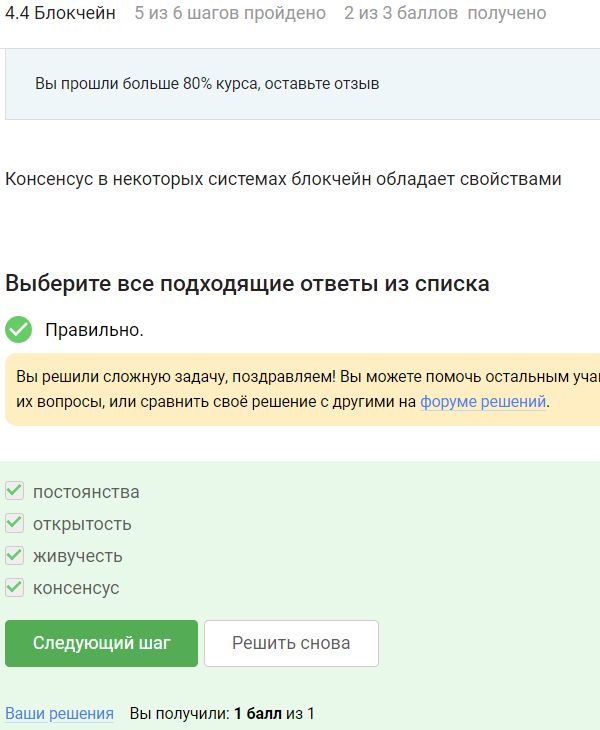 4.4 Блокчейн 5 из 6 шагов пройдено 2 из 3 баллов получено
Вы прошли больше 80% курса, оставьте отзыв
Консенсус в некоторых системах блокчейн обладает свойствами
Выберите все подходящие ответы из списка
Правильно.
Вы решили сложную задачу, поздравляем! Вы можете помочь остальным
их вопросы, или сравнить своё решение с другими на форуме решений.
постоянства
открытость
живучесть
консенсус
Следующий шаг Решить снова
Ваши решения Вы получили: 1 балл из 1